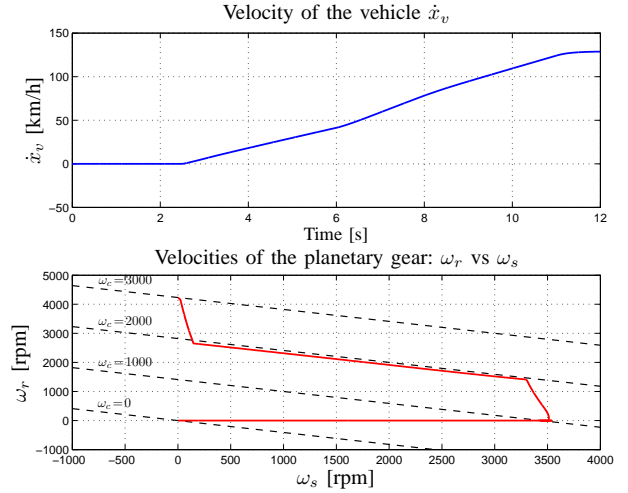 Velocity of the vehicle ẋ_v
150
100
50
0
−50
ẋ_v [km/h]
0 2 4 6 8 10 12
Time [s]
Velocities of the planetary gear: ω_r vs ω_s
5000
4000
3000
2000
1000
0
−1000
ω_r [rpm]
ω_c=3000
ω_c=2000
ω_c=1000
ω_c=0
−1000 −500 0 500 1000 1500 2000 2500 3000 3500 4000
ω_s [rpm]